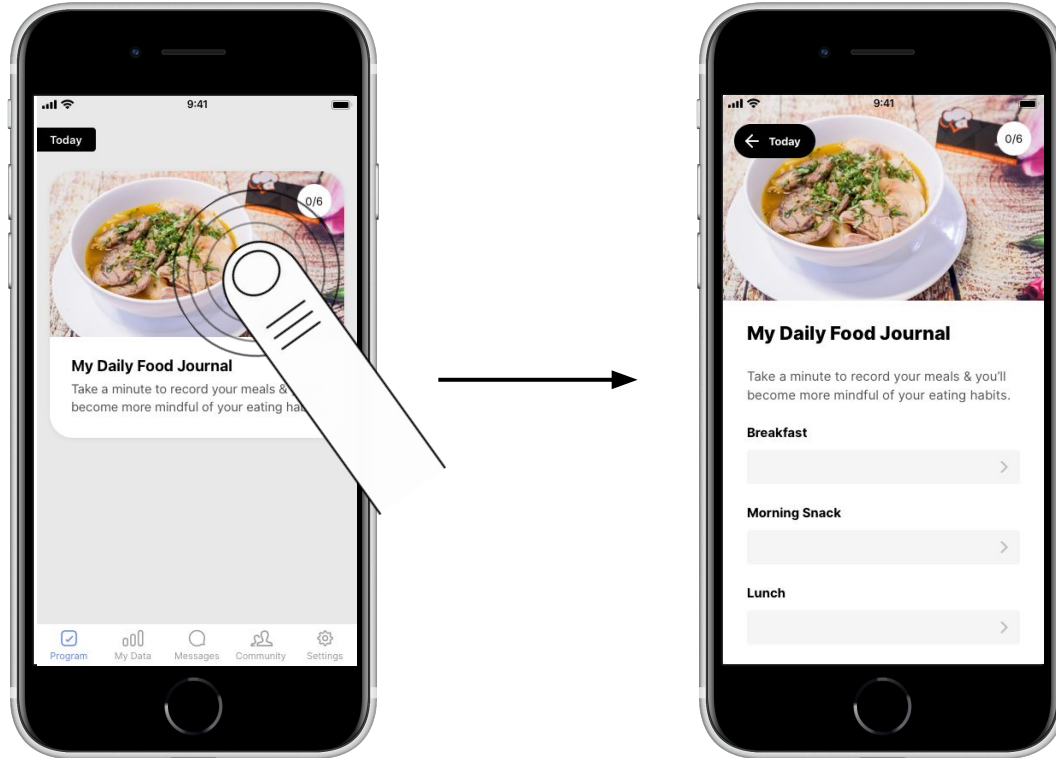 9:41
Today
0/6
My Daily Food Journal
Take a minute to record your meals &
become more mindful of your eating
Program
My Data
Messages
Community
Settings
9:41
Today
0/6
My Daily Food Journal
Take a minute to record your meals & you’ll
become more mindful of your eating habits.
Breakfast
Morning Snack
Lunch